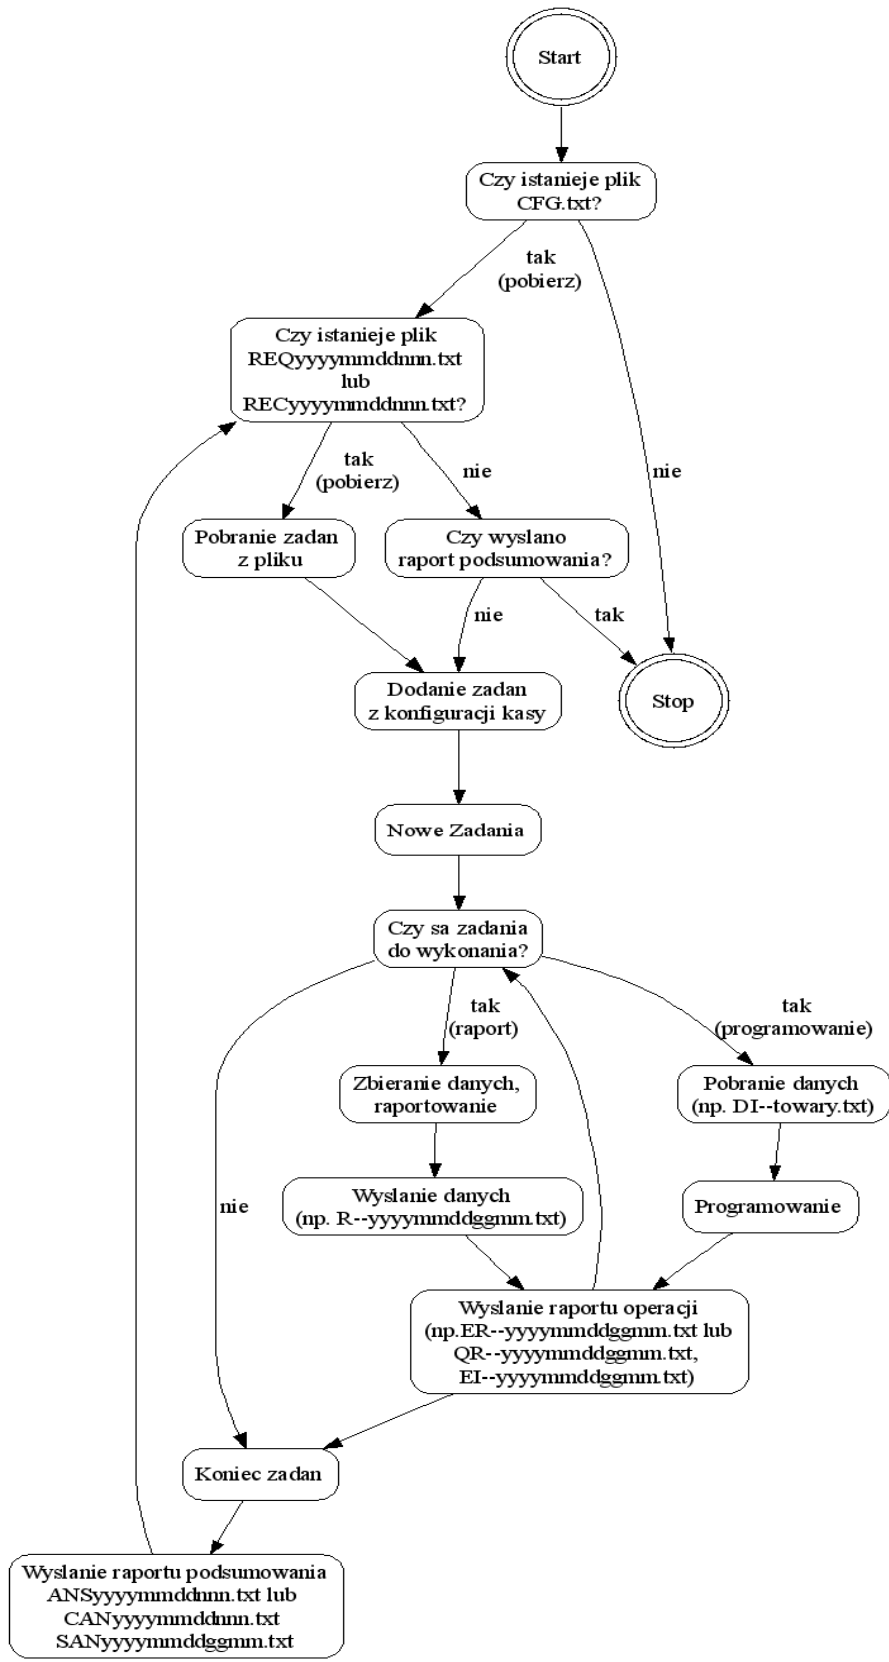 Start
Czy istanieje plik
CFG.txt?
tak
(pobierz)
Czy istanieje plik
REQyyyymmddnnn.txt
lub
RECyyyymmddnnn.txt?
tak
(pobierz)
nie
nie
Pobranie zadan
z pliku
Czy wyslano
raport podsumowania?
nie
tak
Dodanie zadan
z konfiguracji kasy
Stop
Nowe Zadania
Czy sa zadania
do wykonania?
tak
(raport)
tak
(programowanie)
Zbieranie danych,
raportowanie
Pobranie danych
(np. DI--towary.txt)
nie
Wyslanie danych
(np. R--yyyymmddggmm.txt)
Programowanie
Wyslanie raportu operacji
(np.ER--yyyymmddggmm.txt lub
QR--yyyymmddggmm.txt,
EI--yyyymmddggmm.txt)
Koniec zadan
Wyslanie raportu podsumowania
ANSyyyymmddnnn.txt lub
CANyyyymmddnnn.txt
SANyyyymmddggmm.txt